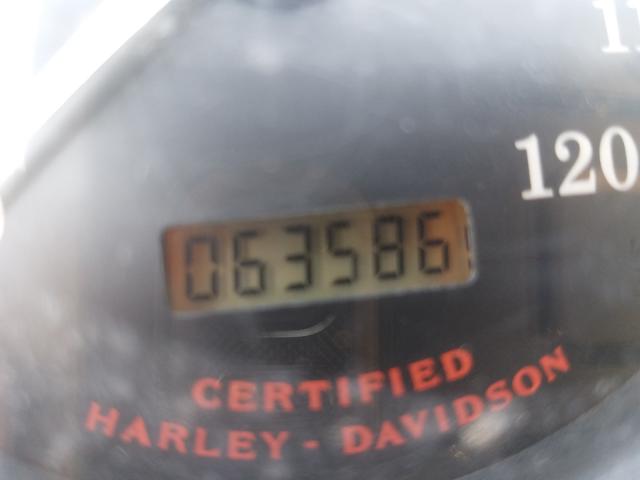 120
063586
CERTIFIED
HARLEY - DAVIDSON